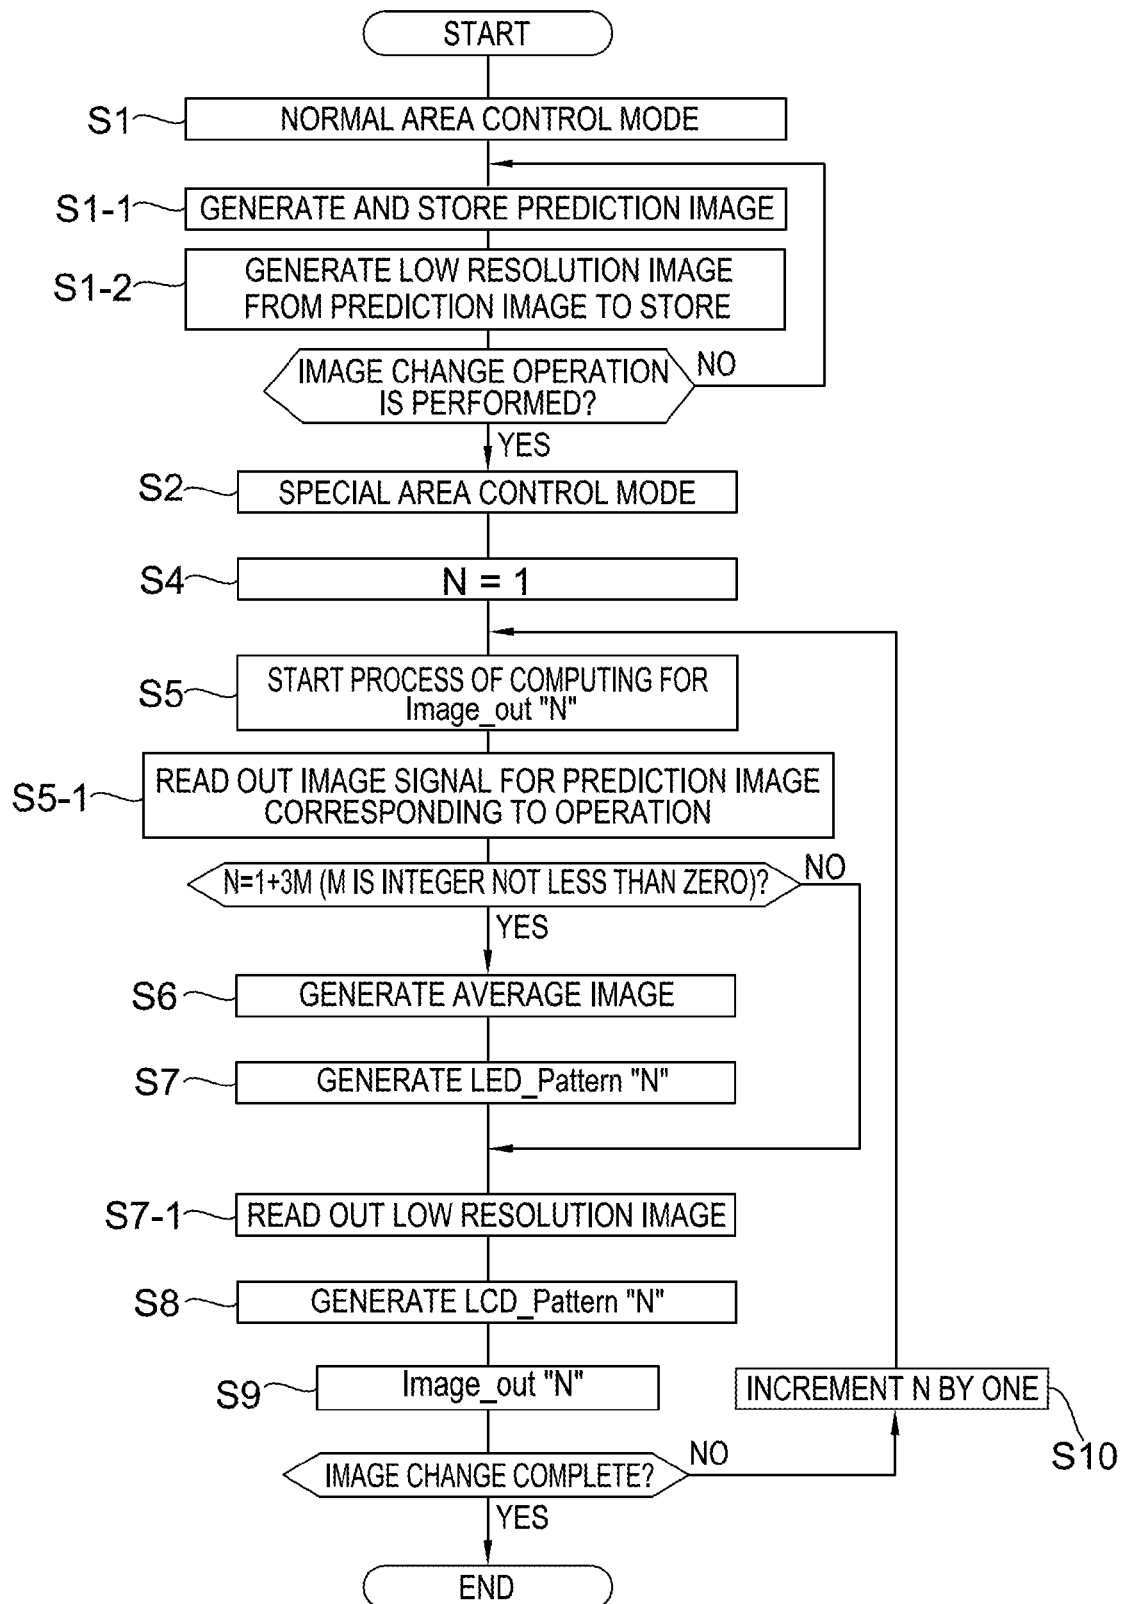 START
S1
NORMAL AREA CONTROL MODE
S1-1
GENERATE AND STORE PREDICTION IMAGE
S1-2
GENERATE LOW RESOLUTION IMAGE
FROM PREDICTION IMAGE TO STORE
IMAGE CHANGE OPERATION
IS PERFORMED?
NO
YES
S2
SPECIAL AREA CONTROL MODE
S4
N = 1
S5
START PROCESS OF COMPUTING FOR
Image_out "N"
S5-1
READ OUT IMAGE SIGNAL FOR PREDICTION IMAGE
CORRESPONDING TO OPERATION
N=1+3M (M IS INTEGER NOT LESS THAN ZERO)?
NO
YES
S6
GENERATE AVERAGE IMAGE
S7
GENERATE LED_Pattern "N"
S7-1
READ OUT LOW RESOLUTION IMAGE
S8
GENERATE LCD_Pattern "N"
S9
Image_out "N"
INCREMENT N BY ONE
S10
IMAGE CHANGE COMPLETE?
NO
YES
END